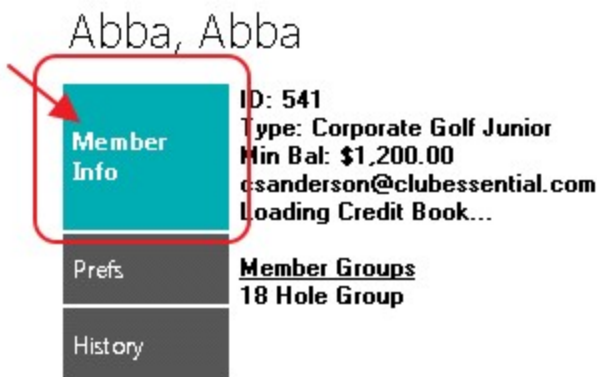 Abba, Abba
Member
Info
ID: 541
Type: Corporate Golf Junior
Min Bal: $1,200.00
csanderson@clubessential.com
Loading Credit Book...
Prefs
Member Groups
18 Hole Group
History